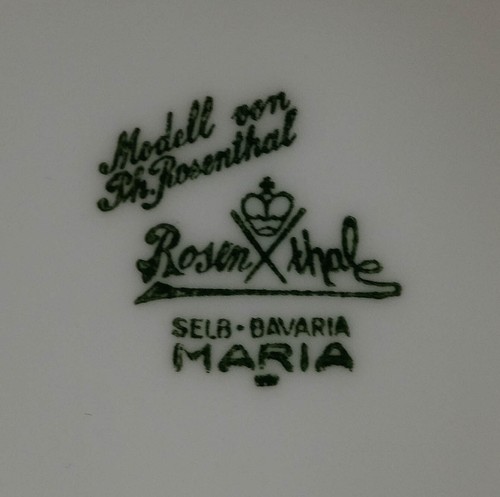 Modell von
Ph. Rosenthal
Rosenthal
SELB-BAVARIA
MARIA